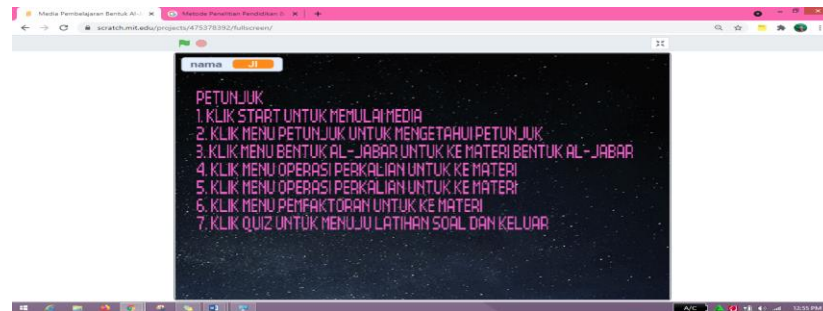 Media Pembelajaran Bentuk Al-J
Metode Penelitian Pendidikan (
scratch.mit.edu/projects/475378392/fullscreen/
nama JI
PETUNJUK
1. KLIK START UNTUK MEMULAI MEDIA
2. KLIK MENU PETUNJUK UNTUK MENGETAHUI PETUNJUK
3. KLIK MENU BENTUK AL-JABAR UNTUK KE MATERI BENTUK AL-JABAR
4. KLIK MENU OPERASI PERKALIAN UNTUK KE MATERI
5. KLIK MENU OPERASI PERKALIAN UNTUK KE MATERI
6. KLIK MENU PEMFAKTORAN UNTUK KE MATERI
7. KLIK QUIZ UNTUK MENUJU LATIHAN SOAL DAN KELUAR
A/C
12:55 PM